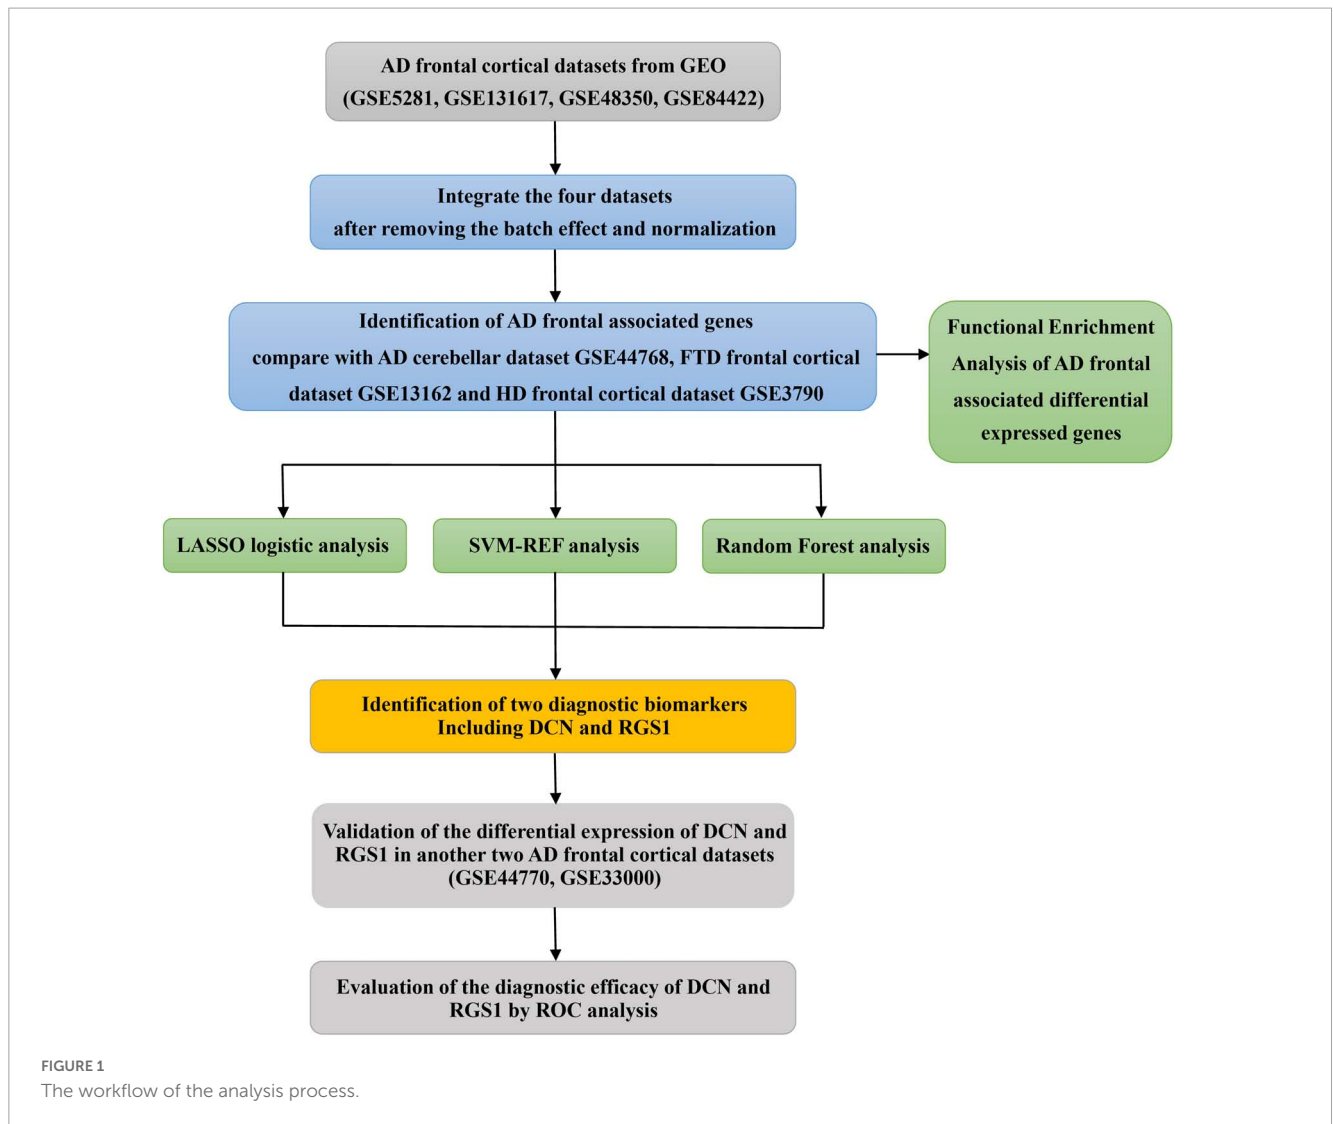 AD frontal cortical datasets from GEO
(GSE5281, GSE131617, GSE48350, GSE84422)
Integrate the four datasets
after removing the batch effect and normalization
Identification of AD frontal associated genes
compare with AD cerebellar dataset GSE44768, FTD frontal cortical
dataset GSE13162 and HD frontal cortical dataset GSE3790
Functional Enrichment
Analysis of AD frontal
associated differential
expressed genes
LASSO logistic analysis
SVM-REF analysis
Random Forest analysis
Identification of two diagnostic biomarkers
Including DCN and RGS1
Validation of the differential expression of DCN and
RGS1 in another two AD frontal cortical datasets
(GSE44770, GSE33000)
Evaluation of the diagnostic efficacy of DCN and
RGS1 by ROC analysis
FIGURE 1
The workflow of the analysis process.